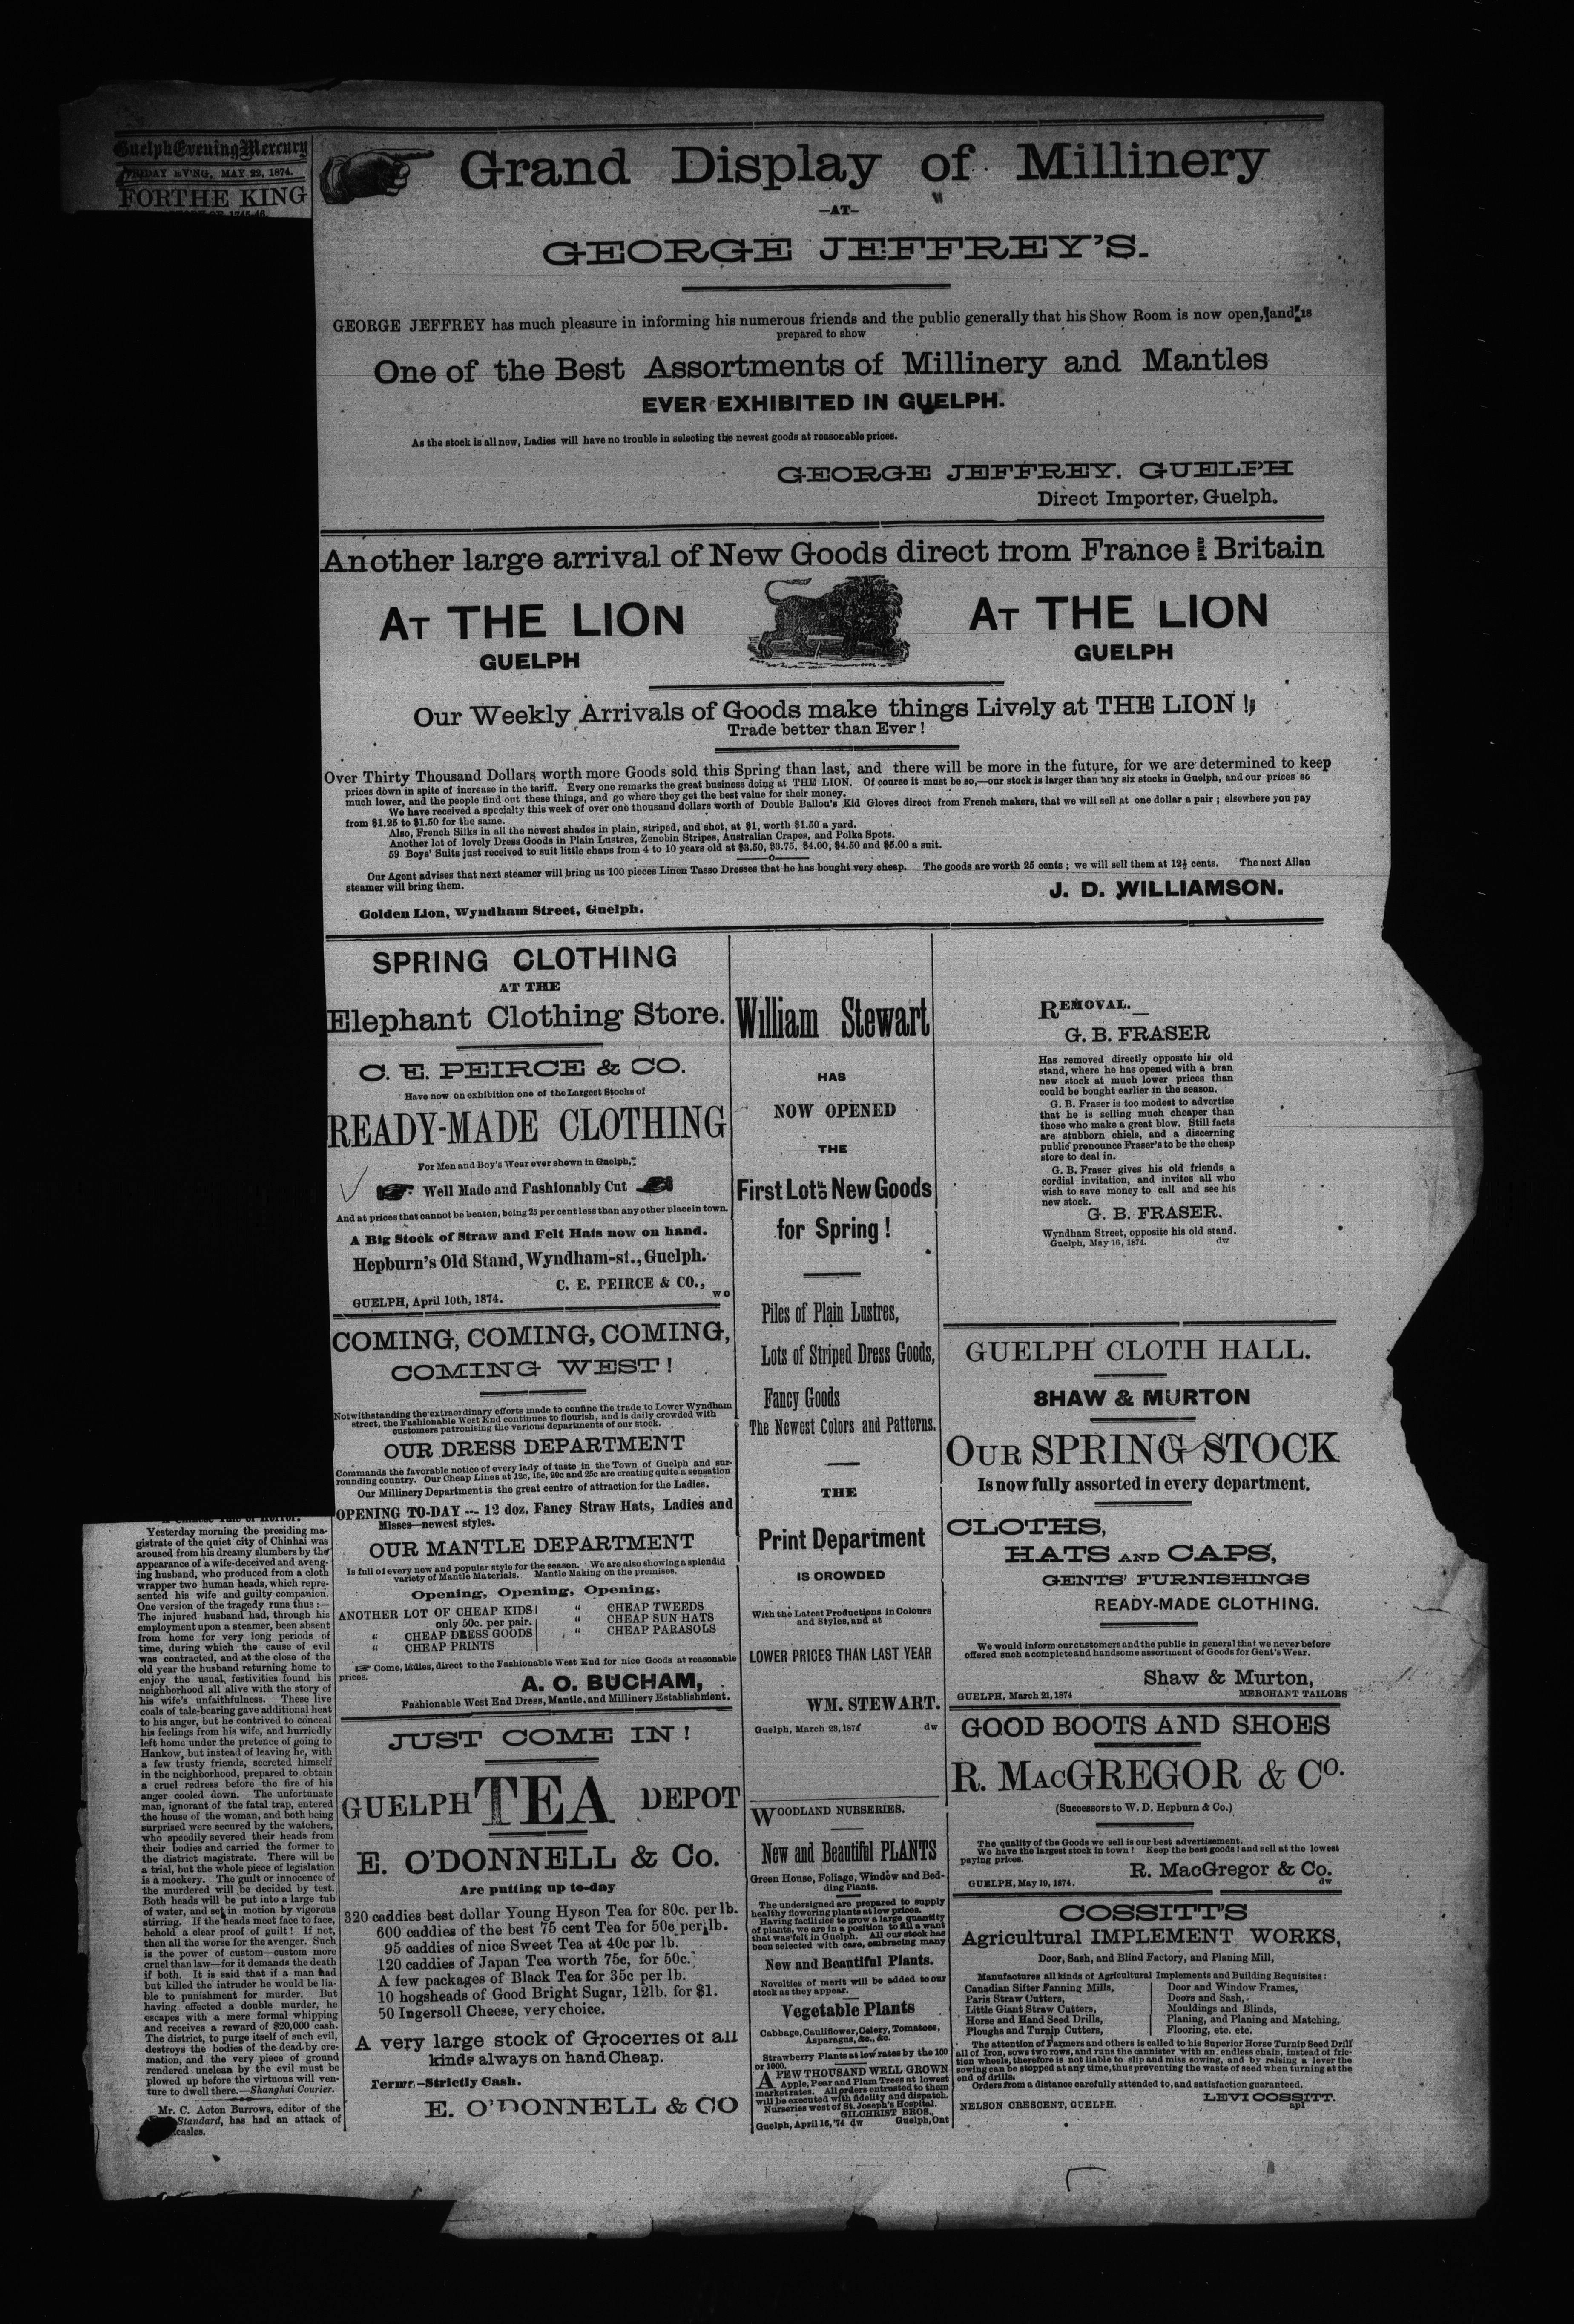 Guelph Evening Mercury
FRIDAY EV'NG, MAY 22, 1874.
FOR THE KING
Grand Display of Millinery
—AT—
GEORGE JEFFREY'S.
GEORGE JEFFREY has much pleasure in informing his numerous friends and the public generally that his Show Room is now open, and is
prepared to show
One of the Best Assortments of Millinery and Mantles
EVER EXHIBITED IN GUELPH.
As the stock is all new, Ladies will have no trouble in selecting the newest goods at reasonable prices.
GEORGE JEFFREY, GUELPH
Direct Importer, Guelph.
Another large arrival of New Goods direct from France and Britain
AT THE LION
GUELPH
AT THE LION
GUELPH
Our Weekly Arrivals of Goods make things Lively at THE LION !
Trade better than Ever !
Over Thirty Thousand Dollars worth more Goods sold this Spring than last, and there will be more in the future, for we are determined to keep
prices down in spite of increase in the tariff. Every one remarks the great business doing at THE LION. Of course it must be so,—our stock is larger than any six stocks in Guelph, and our prices so
much lower, and the people find out these things, and go where they get the best value for their money.
We have received a specialty this week of over one thousand dollars worth of Double Ballou's Kid Gloves direct from French makers, that we will sell at one dollar a pair ; elsewhere you pay
from $1.25 to $1.50 for the same.
Also, French Silks in all the newest shades in plain, striped, and shot, at $1, worth $1.50 a yard.
Another lot of lovely Dress Goods in Plain Lustres, Zenobin Stripes, Australian Crapes, and Polka Spots.
59 Boys' Suits just received to suit little chaps from 4 to 10 years old at $3.50, $3.75, $4.00, $4.50 and $5.00 a suit.
Our Agent advises that next steamer will bring us 100 pieces Linen Tasso Dresses that he has bought very cheap. The goods are worth 25 cents ; we will sell them at 12½ cents. The next Allan
steamer will bring them.
J. D. WILLIAMSON.
Golden Lion, Wyndham Street, Guelph.
SPRING CLOTHING
AT THE
Elephant Clothing Store.
C. E. PEIRCE & CO.
Have now on exhibition one of the Largest Stocks of
READY-MADE CLOTHING
For Men and Boy's Wear ever shown in Guelph,
Well Made and Fashionably Cut
And at prices that cannot be beaten, being 25 per cent less than any other place in town.
A Big Stock of Straw and Felt Hats now on hand.
Hepburn's Old Stand, Wyndham-st., Guelph.
C. E. PEIRCE & CO.,
GUELPH, April 10th, 1874.
w o
COMING, COMING, COMING,
COMING WEST !
Notwithstanding the extraordinary efforts made to confine the trade to Lower Wyndham
street, the Fashionable West End continues to flourish, and is daily crowded with
customers patronising the various departments of our stock.
OUR DRESS DEPARTMENT
Commands the favorable notice of every lady of taste in the Town of Guelph and sur-
rounding country. Our Cheap Lines at 12c, 15c, 20c and 25c are creating quite a sensation
Our Millinery Department is the great centre of attraction for the Ladies.
OPENING TO-DAY --- 12 doz. Fancy Straw Hats, Ladies and
Misses—newest styles.
OUR MANTLE DEPARTMENT
Is full of every new and popular style for the season. We are also showing a splendid
variety of Mantle Materials. Mantle Making on the premises.
Opening, Opening, Opening,
ANOTHER LOT OF CHEAP KIDS
only 50c. per pair.
" CHEAP DRESS GOODS
" CHEAP PRINTS
" CHEAP TWEEDS
" CHEAP SUN HATS
" CHEAP PARASOLS
Come, ladies, direct to the Fashionable West End for nice Goods at reasonable
prices.
A. O. BUCHAM,
Fashionable West End Dress, Mantle, and Millinery Establishment.
JUST COME IN !
GUELPH TEA DEPOT
E. O'DONNELL & Co.
Are putting up to-day
320 caddies best dollar Young Hyson Tea for 80c. per lb.
600 caddies of the best 75 cent Tea for 50c per lb.
95 caddies of nice Sweet Tea at 40c per lb.
120 caddies of Japan Tea worth 75c, for 50c.
A few packages of Black Tea for 35c per lb.
10 hogsheads of Good Bright Sugar, 12lb. for $1.
50 Ingersoll Cheese, very choice.
A very large stock of Groceries of all
kinds always on hand Cheap.
Terms—Strictly Cash.
E. O'DONNELL & CO
William Stewart
HAS
NOW OPENED
THE
First Lot of New Goods
for Spring !
Piles of Plain Lustres,
Lots of Striped Dress Goods,
Fancy Goods
The Newest Colors and Patterns.
THE
Print Department
IS CROWDED
With the Latest Productions in Colours
and Styles, and at
LOWER PRICES THAN LAST YEAR
WM. STEWART.
Guelph, March 23, 1874 dw
WOODLAND NURSERIES.
New and Beautiful PLANTS
Green House, Foliage, Window and Bed-
ding Plants.
The undersigned are prepared to supply
healthy flowering plants at low prices.
Having facilities to grow a large quantity
of plants, we are in a position to fill a want
that was felt in Guelph. All our stock has
been selected with care, embracing many
New and Beautiful Plants.
Novelties of merit will be added to our
stock as they appear.
Vegetable Plants
Cabbage, Cauliflower, Celery, Tomatoes,
Asparagus, &c., &c.
Strawberry Plants at low rates by the 100
or 1000.
A FEW THOUSAND WELL GROWN
Apple, Pear and Plum Trees at lowest
market rates. All orders entrusted to them
will be executed with fidelity and dispatch.
Nurseries west of St. Joseph's Hospital.
GILCHRIST BROS.,
Guelph, April 16, '74 dw Guelph, Ont
REMOVAL.
G. B. FRASER
Has removed directly opposite his old
stand, where he has opened with a bran
new stock at much lower prices than
could be bought earlier in the season.
G. B. Fraser is too modest to advertise
that he is selling much cheaper than
those who make a great blow. Still facts
are stubborn chiels, and a discerning
public pronounce Fraser's to be the cheap
store to deal in.
G. B. Fraser gives his old friends a
cordial invitation, and invites all who
wish to save money to call and see his
new stock.
G. B. FRASER.
Wyndham Street, opposite his old stand.
Guelph, May 16, 1874. dw
GUELPH CLOTH HALL.
SHAW & MURTON
OUR SPRING STOCK
Is now fully assorted in every department.
CLOTHS,
HATS AND CAPS,
GENTS' FURNISHINGS
READY-MADE CLOTHING.
We would inform our customers and the public in general that we never before
offered such a complete and handsome assortment of Goods for Gent's Wear.
Shaw & Murton,
GUELPH, March 21, 1874 MERCHANT TAILORS
GOOD BOOTS AND SHOES
R. MACGREGOR & CO.
(Successors to W. D. Hepburn & Co.)
The quality of the Goods we sell is our best advertisement.
We have the largest stock in town ! Keep the best goods ! and sell at the lowest
paying prices.
R. MacGregor & Co.
GUELPH, May 19, 1874. dw
COSSITT'S
Agricultural IMPLEMENT WORKS,
Door, Sash, and Blind Factory, and Planing Mill,
Manufactures all kinds of Agricultural Implements and Building Requisites :
Canadian Sifter Fanning Mills,
Paris Straw Cutters,
Little Giant Straw Cutters,
Horse and Hand Seed Drills,
Ploughs and Turnip Cutters,
Door and Window Frames,
Doors and Sash,
Mouldings and Blinds,
Planing, and Planing and Matching,
Flooring, etc. etc.
The attention of Farmers and others is called to his Superior Horse Turnip Seed Drill
all of Iron, sows two rows, and runs the cannister with an endless chain, instead of fric-
tion wheels, therefore is not liable to slip and miss sowing, and by raising a lever the
sowing can be stopped at any time, thus preventing the waste of seed when turning at the
end of drills.
Orders from a distance carefully attended to, and satisfaction guaranteed.
LEVI COSSITT.
NELSON CRESCENT, GUELPH. ap1
A Chinese Tale of Horror.
Yesterday morning the presiding ma-
gistrate of the quiet city of Chinhai was
aroused from his dreamy slumbers by the
appearance of a wife-deceived and aveng-
ing husband, who produced from a cloth
wrapper two human heads, which repre-
sented his wife and guilty companion.
One version of the tragedy runs thus :—
The injured husband had, through his
employment upon a steamer, been absent
from home for very long periods of
time, during which the cause of evil
was contracted, and at the close of the
old year the husband returning home to
enjoy the usual festivities found his
neighborhood all alive with the story of
his wife's unfaithfulness. These live
coals of tale-bearing gave additional heat
to his anger, but he contrived to conceal
his feelings from his wife, and hurriedly
left home under the pretence of going to
Hankow, but instead of leaving he, with
a few trusty friends, secreted himself
in the neighborhood, prepared to obtain
a cruel redress before the fire of his
anger cooled down. The unfortunate
man, ignorant of the fatal trap, entered
the house of the woman, and both being
surprised were secured by the watchers,
who speedily severed their heads from
their bodies and carried the former to
the district magistrate. There will be
a trial, but the whole piece of legislation
is a mockery. The guilt or innocence of
the murdered will be decided by test.
Both heads will be put into a large tub
of water, and set in motion by vigorous
stirring. If the heads meet face to face,
behold a clear proof of guilt ! If not,
then all the worse for the avenger. Such
is the power of custom—custom more
cruel than law—for it demands the death
if both. It is said that if a man had
but killed the intruder he would be lia-
ble to punishment for murder. But
having effected a double murder, he
escapes with a mere formal whipping
and receives a reward of $20,000 cash.
The district, to purge itself of such evil,
destroys the bodies of the dead by cre-
mation, and the very piece of ground
rendered unclean by the evil must be
plowed up before the virtuous will ven-
ture to dwell there.—Shanghai Courier.
Mr. C. Acton Burrows, editor of the
Standard, has had an attack of